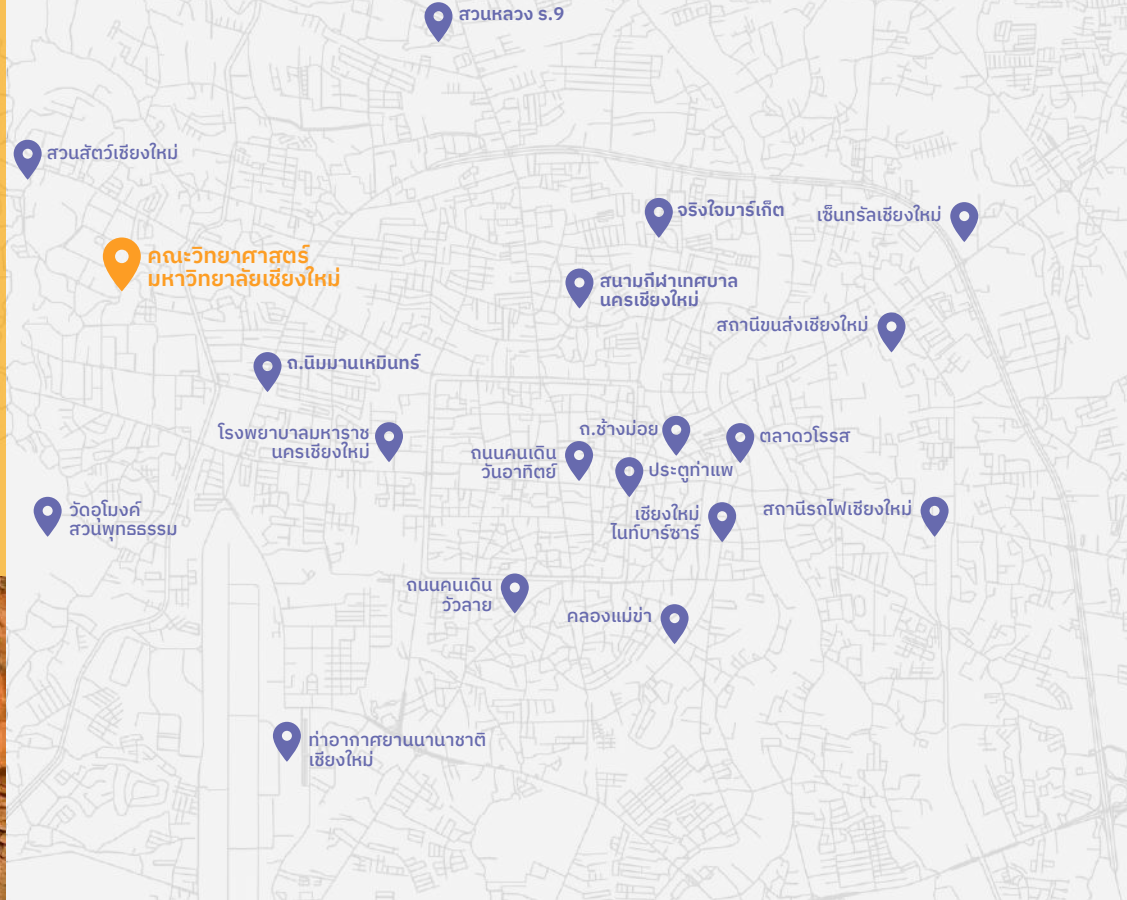 สวนหลวง ร.9
สวนสัตว์เชียงใหม่
จริงใจมาร์เก็ต
เซ็นทรัลเชียงใหม่
คณะวิทยาศาสตร์
มหาวิทยาลัยเชียงใหม่
สนามกีฬาเทศบาล
นครเชียงใหม่
สถานีขนส่งเชียงใหม่
ถ.นิมมานเหมินทร์
โรงพยาบาลมหาราช
นครเชียงใหม่
ถ.ช้างม่อย
ตลาดวโรรส
ถนนคนเดิน
วันอาทิตย์
ประตูท่าแพ
วัดอุโมงค์
สวนพุทธธรรม
เชียงใหม่
ไนท์บาร์ซาร์
สถานีรถไฟเชียงใหม่
ถนนคนเดิน
วัวลาย
คลองแม่ข่า
ท่าอากาศยานนานาชาติ
เชียงใหม่